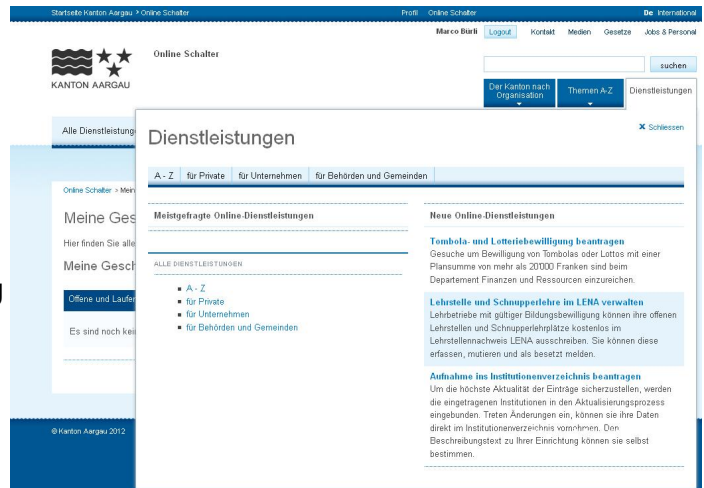 Startseite Kanton Aargau > Online Schalter
Profil Online Schalter
De International
Marco Bürli Logout Kontakt Medien Gesetze Jobs & Personal
KANTON AARGAU
Online Schalter
suchen
Der Kanton nach
Organisation
Themen A-Z
Dienstleistungen
Alle Dienstleistung
Dienstleistungen
X Schliessen
A - Z für Private für Unternehmen für Behörden und Gemeinden
Online Schalter > Mein
Meine Ges
Hier finden Sie alle
Meine Gesch
Offene und Laufer
Es sind noch kei
© Kanton Aargau 2012
Meistgefragte Online-Dienstleistungen
ALLE DIENSTLEISTUNGEN
A - Z
für Private
für Unternehmen
für Behörden und Gemeinden
Neue Online-Dienstleistungen
Tombola- und Lotteriebewilligung beantragen
Gesuche um Bewilligung von Tombolas oder Lottos mit einer
Plansumme von mehr als 20'000 Franken sind beim
Departement Finanzen und Ressourcen einzureichen.
Lehrstelle und Schnupperlehre im LENA verwalten
Lehrbetriebe mit gültiger Bildungsbewilligung können ihre offenen
Lehrstellen und Schnupperlehrplätze kostenlos im
Lehrstellennachweis LENA ausschreiben. Sie können diese
erfassen, mutieren und als besetzt melden.
Aufnahme ins Institutionenverzeichnis beantragen
Um die höchste Aktualität der Einträge sicherzustellen, werden
die eingetragenen Institutionen in den Aktualisierungsprozess
eingebunden. Treten Änderungen ein, können sie ihre Daten
direkt im Institutionenverzeichnis vornehmen. Den
Beschreibungstext zu Ihrer Einrichtung können sie selbst
bestimmen.